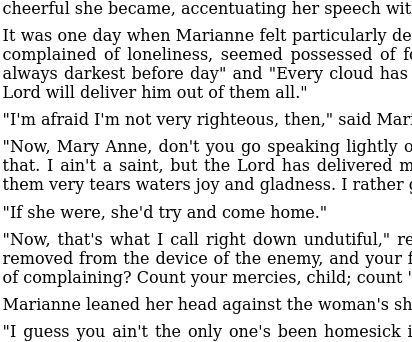 cheerful she became, accentuating her speech wit
It was one day when Marianne felt particularly de
complained of loneliness, seemed possessed of fo
always darkest before day" and "Every cloud has
Lord will deliver him out of them all."
"I'm afraid I'm not very righteous, then," said Mari
"Now, Mary Anne, don't you go speaking lightly o
that. I ain't a saint, but the Lord has delivered m
them very tears waters joy and gladness. I rather g
"If she were, she'd try and come home."
"Now, that's what I call right down undutiful," re
removed from the device of the enemy, and your f
of complaining? Count your mercies, child; count '
Marianne leaned her head against the woman's sh
"I guess you ain't the only one's been homesick i